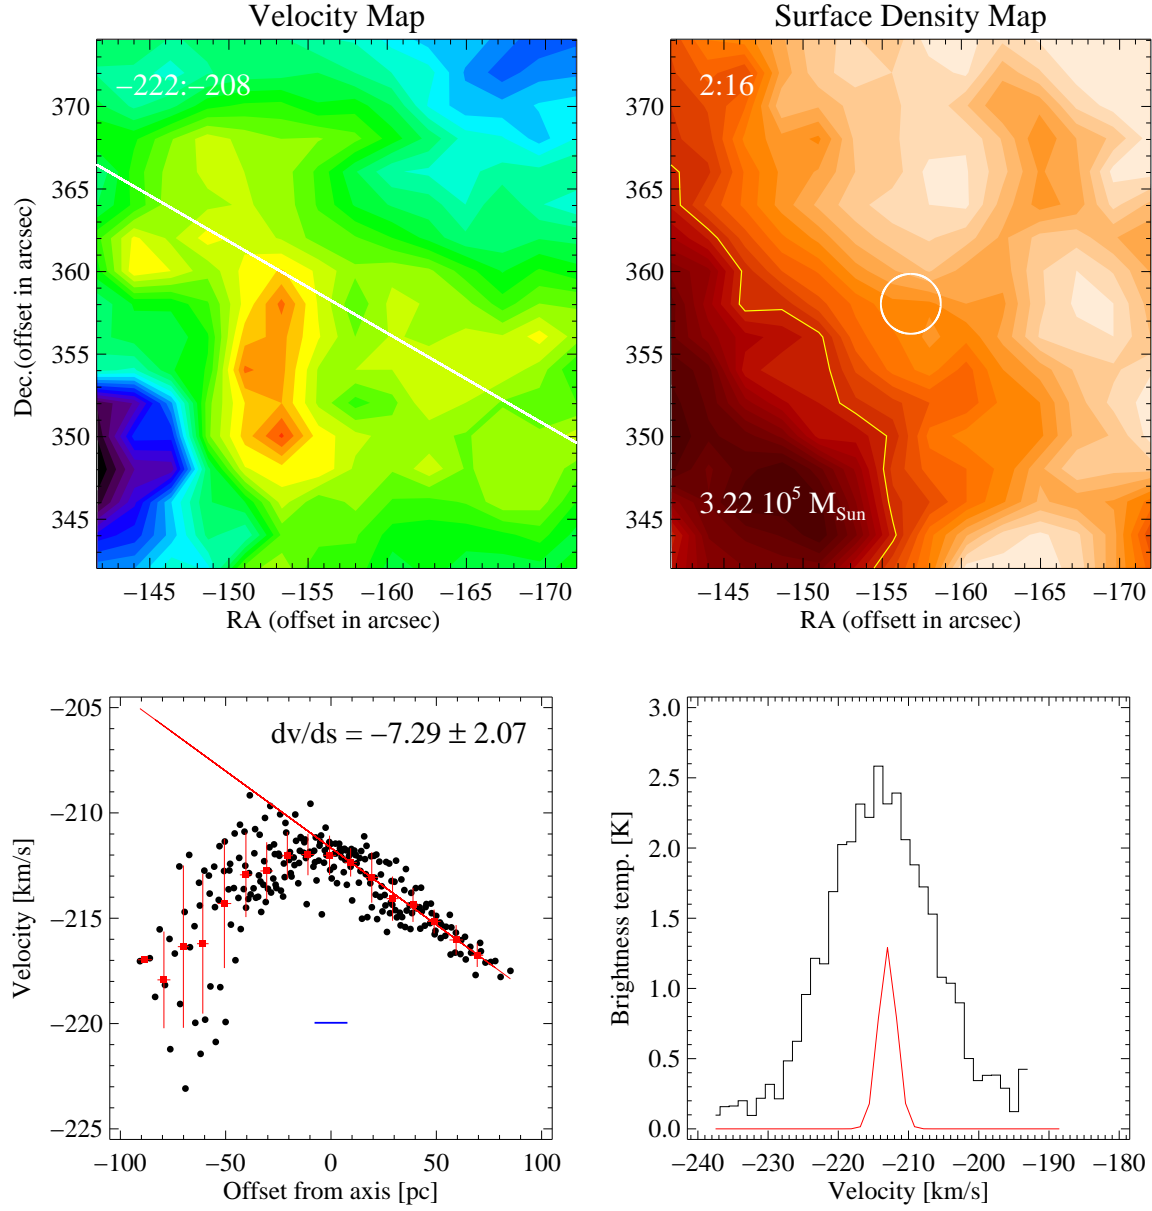 Velocity Map
Surface Density Map
−222:−208
2:16
370
365
360
355
350
345
Dec.(offset in arcsec)
−145 −150 −155 −160 −165 −170
RA (offset in arcsec)
370
365
360
355
350
345
3.22 10⁵ M_Sun
−145 −150 −155 −160 −165 −170
RA (offsett in arcsec)
dv/ds = −7.29 ± 2.07
−205
−210
−215
−220
−225
Velocity [km/s]
−100 −50 0 50 100
Offset from axis [pc]
3.0
2.5
2.0
1.5
1.0
0.5
0.0
Brightness temp. [K]
−240 −230 −220 −210 −200 −190 −180
Velocity [km/s]